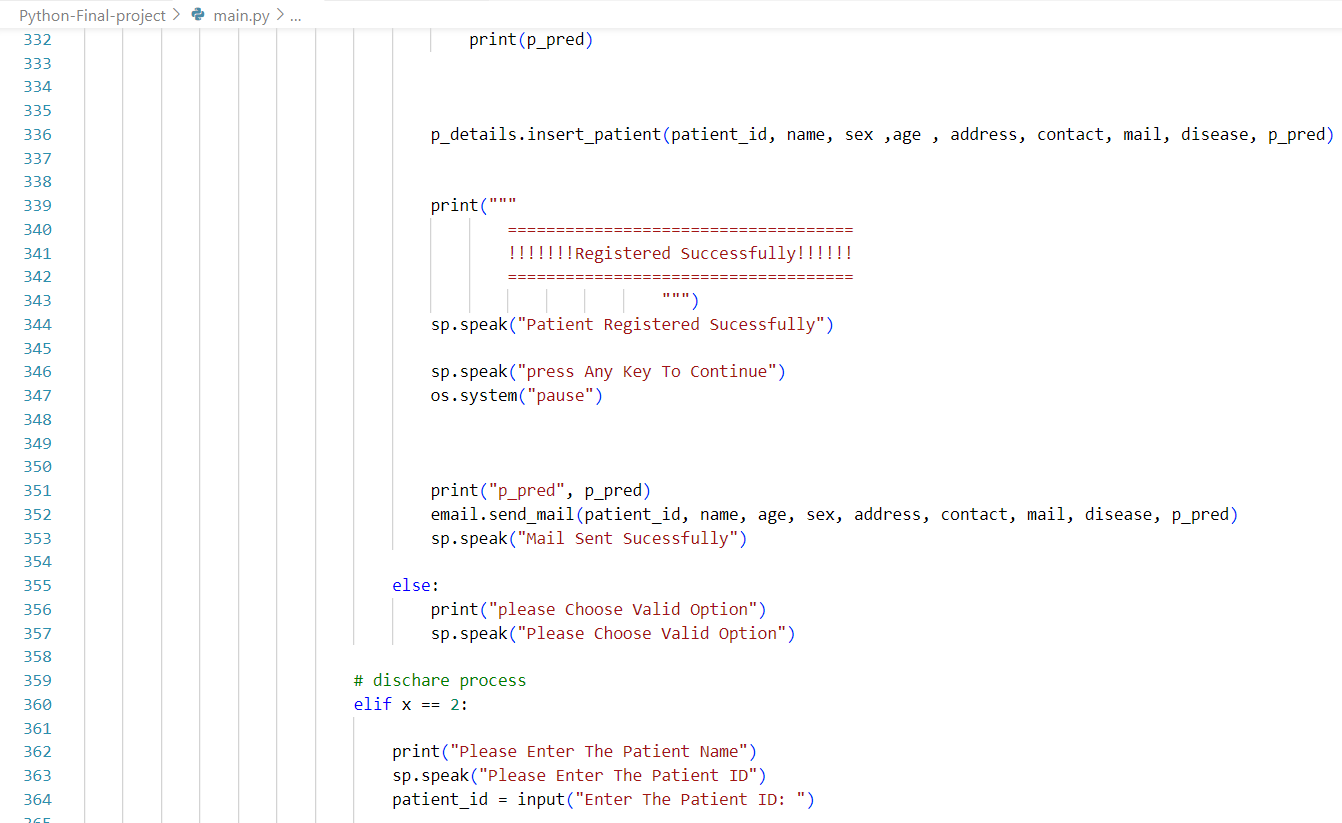 Python-Final-project > main.py > ...
332 print(p_pred)
333
334
335
336 p_details.insert_patient(patient_id, name, sex ,age , address, contact, mail, disease, p_pred)
337
338
339 print("""
340 ====================================
341 !!!!!!!Registered Successfully!!!!!!
342 ====================================
343 """)
344 sp.speak("Patient Registered Sucessfully")
345
346 sp.speak("press Any Key To Continue")
347 os.system("pause")
348
349
350
351 print("p_pred", p_pred)
352 email.send_mail(patient_id, name, age, sex, address, contact, mail, disease, p_pred)
353 sp.speak("Mail Sent Sucessfully")
354
355 else:
356 print("please Choose Valid Option")
357 sp.speak("Please Choose Valid Option")
358
359 # dischare process
360 elif x == 2:
361
362 print("Please Enter The Patient Name")
363 sp.speak("Please Enter The Patient ID")
364 patient_id = input("Enter The Patient ID: ")
365